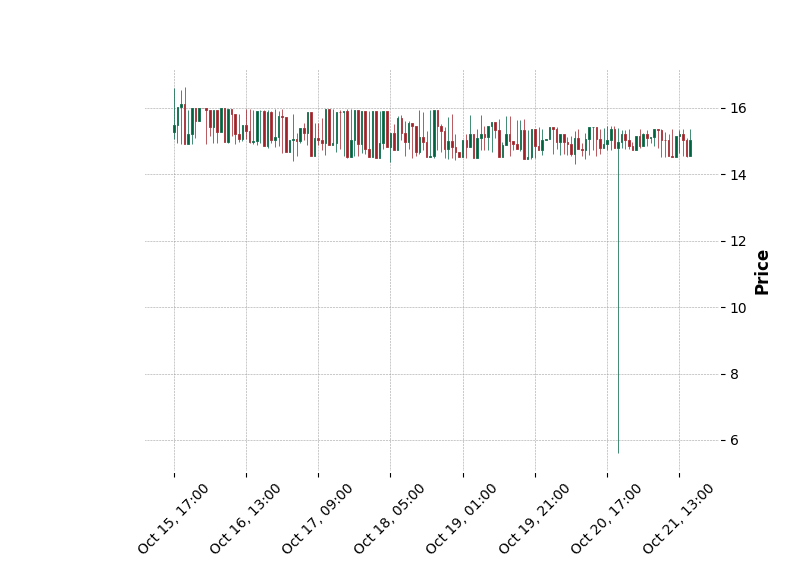 16
14
12
10
8
6
Price
Oct 15, 17:00
Oct 16, 13:00
Oct 17, 09:00
Oct 18, 05:00
Oct 19, 01:00
Oct 19, 21:00
Oct 20, 17:00
Oct 21, 13:00